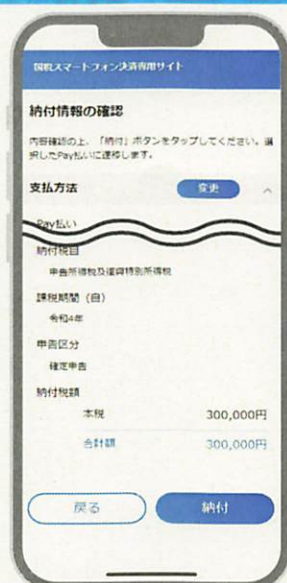 国税スマートフォン決済専用サイト
納付情報の確認
内容確認の上、「納付」ボタンをタップしてください。選
択したPay払いに遷移します。
支払方法
変更
Pay払い
納付税目
申告所得税及復興特別所得税
課税期間（自）
令和4年
申告区分
確定申告
納付税額
本税 300,000円
合計額 300,000円
戻る 納付